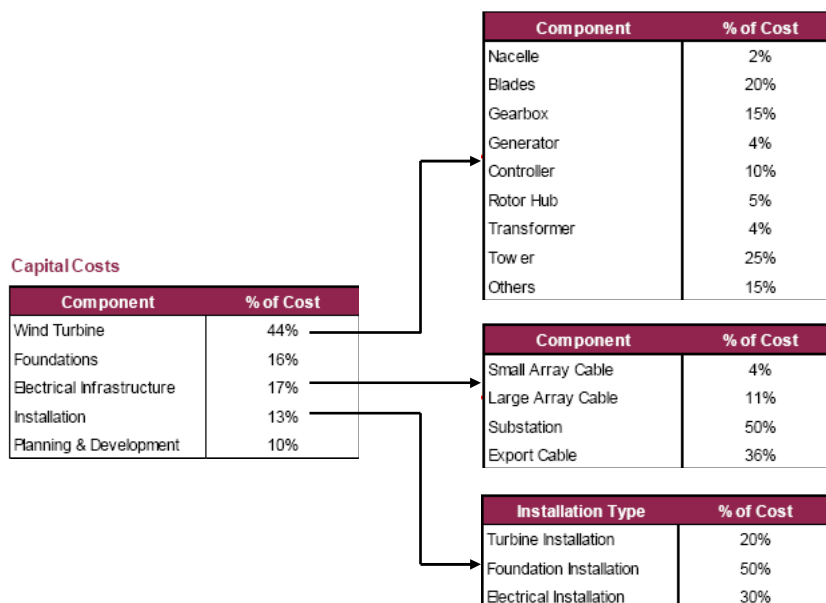 Component % of Cost
Nacelle 2%
Blades 20%
Gearbox 15%
Generator 4%
Controller 10%
Rotor Hub 5%
Transformer 4%
Tower 25%
Others 15%
Capital Costs
Component % of Cost
Wind Turbine 44%
Foundations 16%
Electrical Infrastructure 17%
Installation 13%
Planning & Development 10%
Component % of Cost
Small Array Cable 4%
Large Array Cable 11%
Substation 50%
Export Cable 36%
Installation Type % of Cost
Turbine Installation 20%
Foundation Installation 50%
Electrical Installation 30%